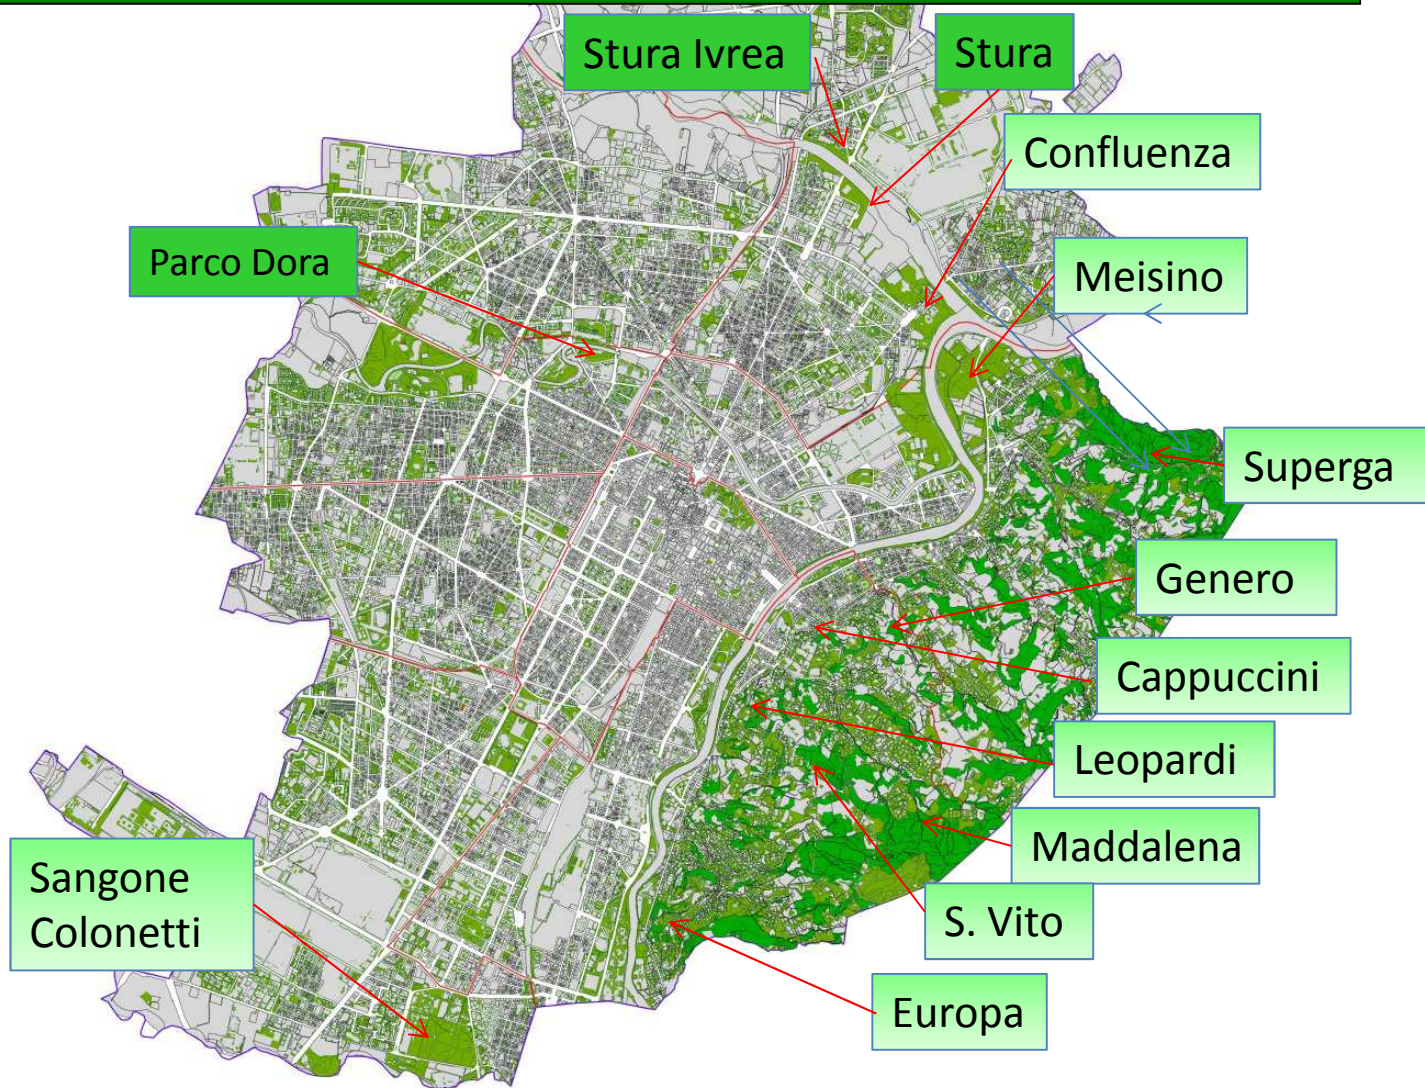 Stura Ivrea
Stura
Confluenza
Parco Dora
Meisino
Superga
Genero
Cappuccini
Leopardi
Maddalena
Sangone
Colonetti
S. Vito
Europa